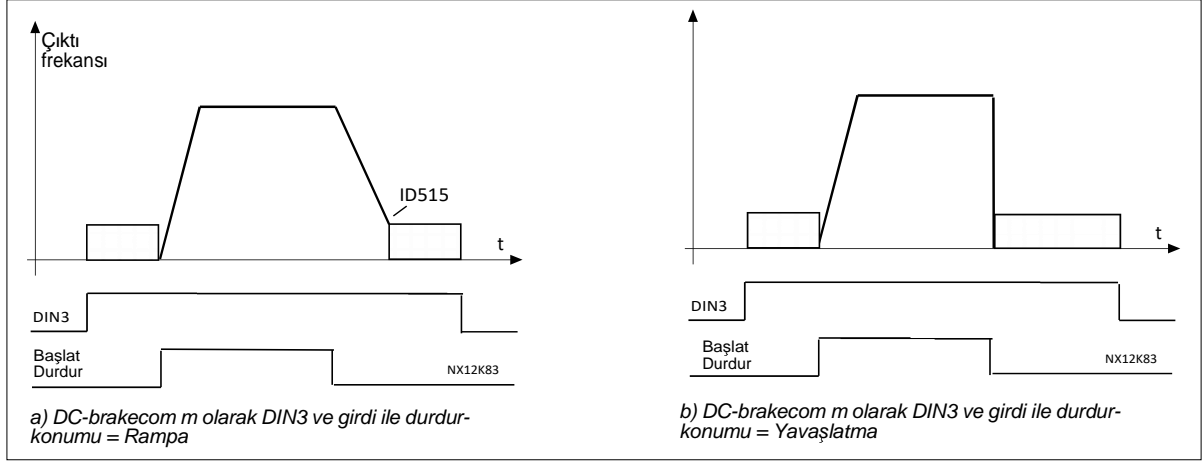 Çıktı
frekansı
ID515
t
DIN3
Başlat
Durdur
NX12K83
a) DC-brakecom m olarak DIN3 ve girdi ile durdur-
konumu = Rampa
t
DIN3
Başlat
Durdur
NX12K83
b) DC-brakecom m olarak DIN3 ve girdi ile durdur-
konumu = Yavaşlatma